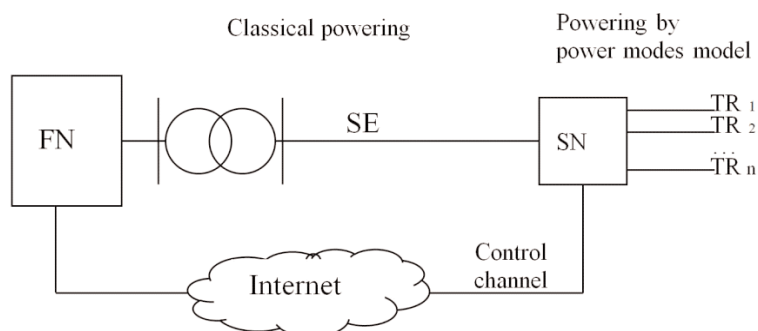 Classical powering
Powering by
power modes model
FN
SE
SN
TR 1
TR 2
...
TR n
Internet
Control
channel